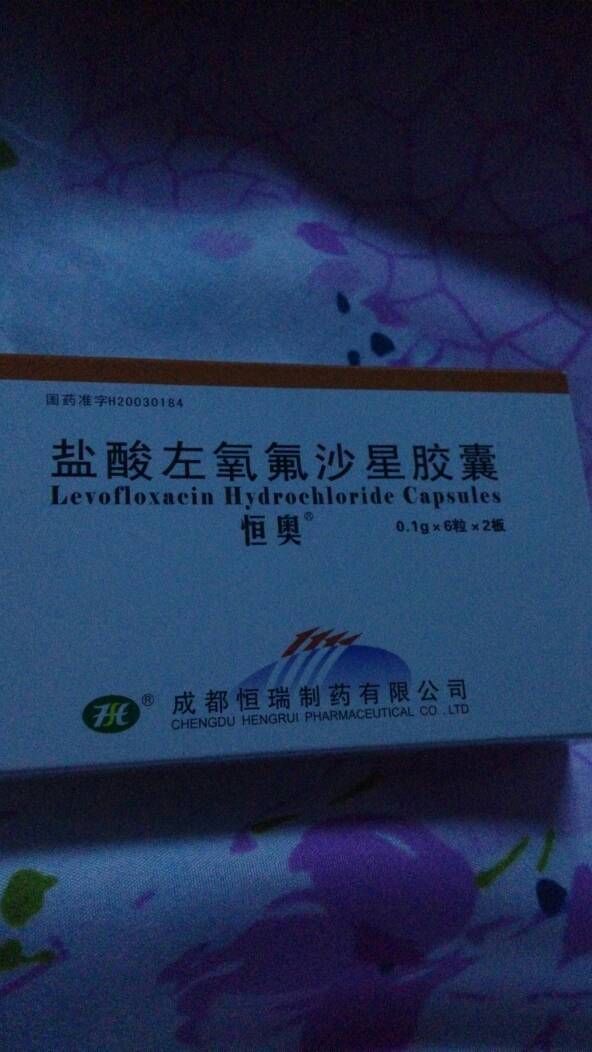 国药准字H20030184
盐酸左氧氟沙星胶囊
Levofloxacin Hydrochloride Capsules
恒奥®
0.1g×6粒×2板
®
成都恒瑞制药有限公司
CHENGDU HENGRUI PHARMACEUTICAL CO.,LTD